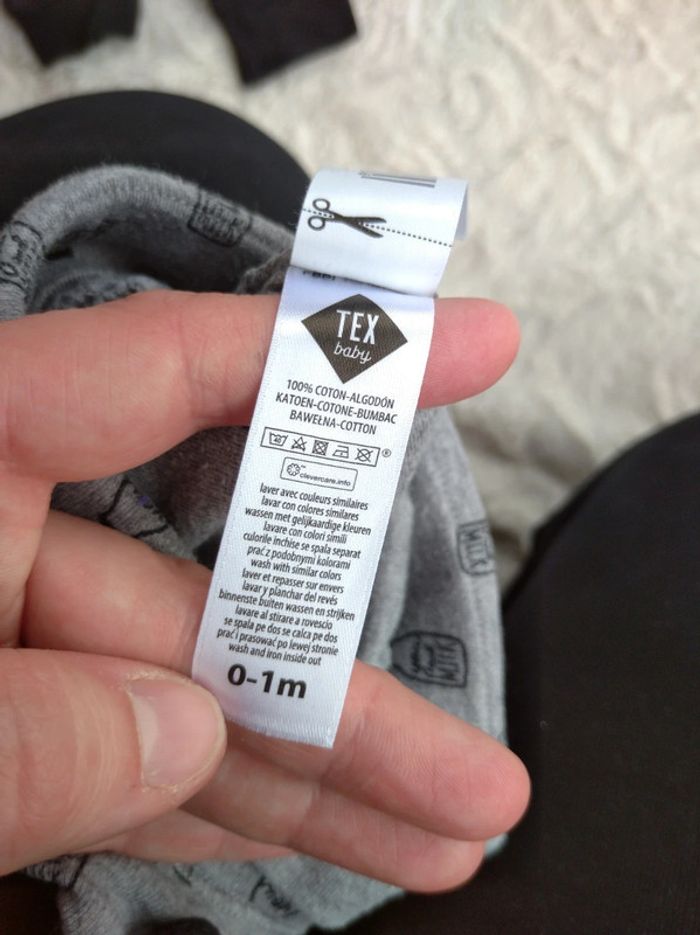 TEX
baby
100% COTON-ALGODÓN
KATOEN-COTONE-BUMBAC
BAWEŁNA-COTTON
®
clevercare.info
laver avec couleurs similaires
lavar con colores similares
wassen met gelijkaardige kleuren
lavare con colori simili
culorile inchise se spala separat
prać z podobnymi kolorami
wash with similar colors
laver et repasser sur envers
lavar y planchar del revés
binnenste buiten wassen en strijken
lavare al stirare a rovescio
se spala pe dos se calca pe dos
prać i prasować po lewej stronie
wash and iron inside out
0-1m
MILK